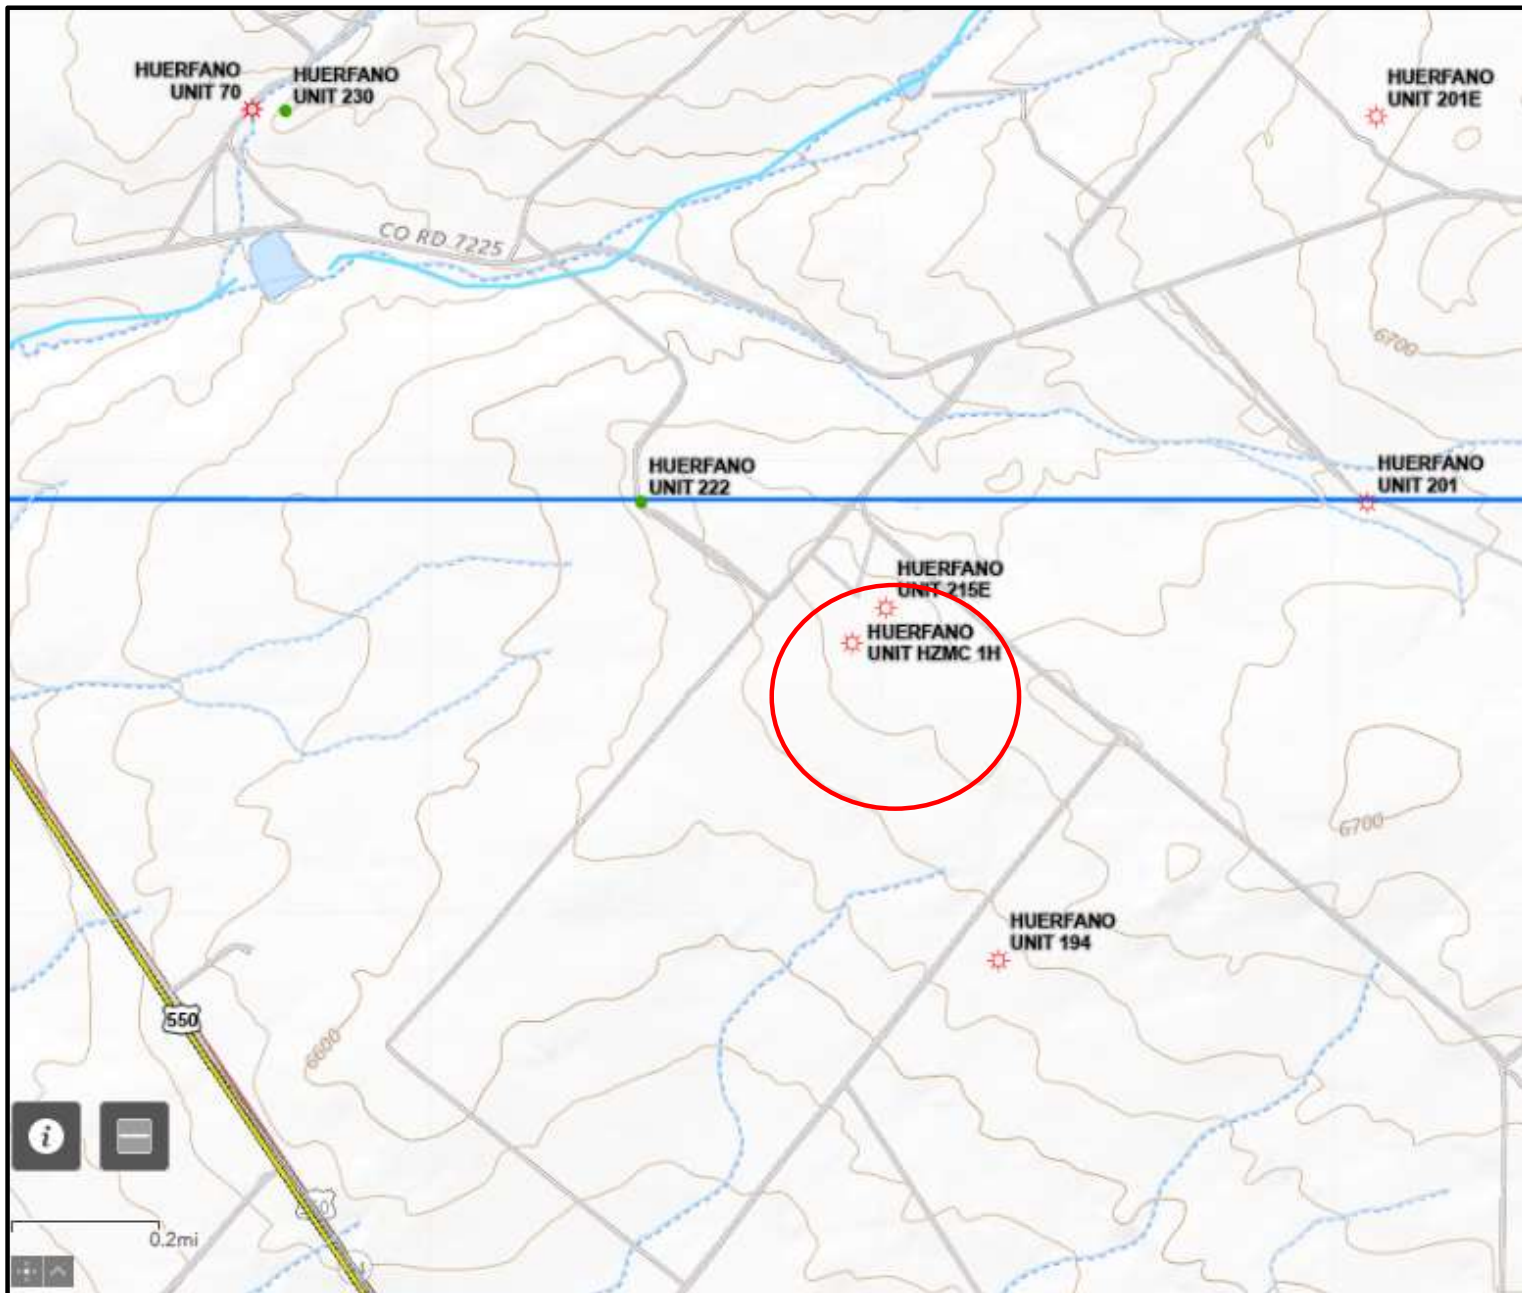 HUERFANO
UNIT 70
HUERFANO
UNIT 230
HUERFANO
UNIT 201E
CO RD 7225
6700
HUERFANO
UNIT 222
HUERFANO
UNIT 201
HUERFANO
UNIT 215E
HUERFANO
UNIT HZMC 1H
6700
HUERFANO
UNIT 194
550
6600
i
0.2mi